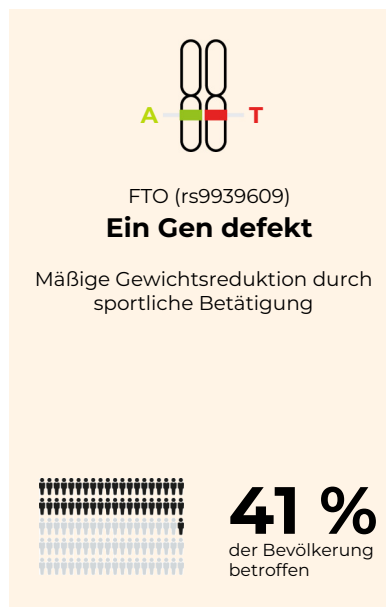 A T
FTO (rs9939609)
Ein Gen defekt
Mäßige Gewichtsreduktion durch
sportliche Betätigung
41 %
der Bevölkerung
betroffen